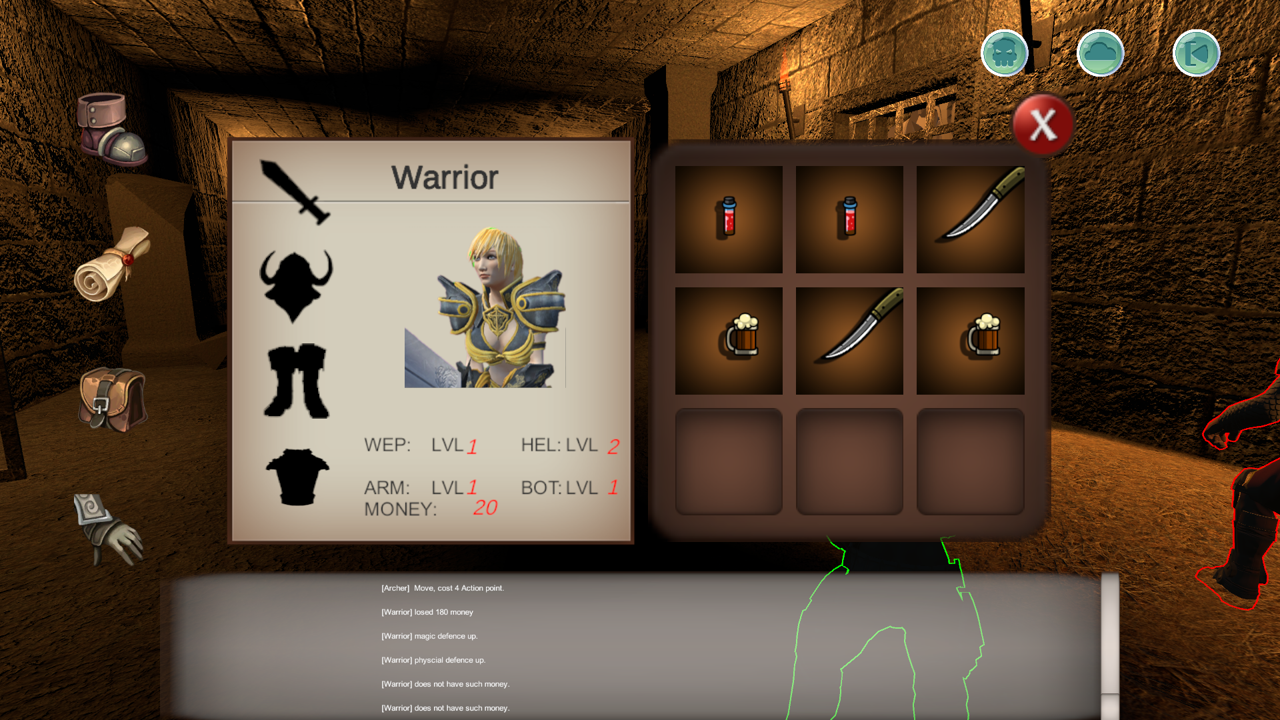 X
Warrior
WEP: LVL 1 HEL: LVL 2
ARM: LVL 1 BOT: LVL 1
MONEY: 20
[Archer] Move, cost 4 Action point.
[Warrior] losed 180 money
[Warrior] magic defence up.
[Warrior] physcial defence up.
[Warrior] does not have such money.
[Warrior] does not have such money.